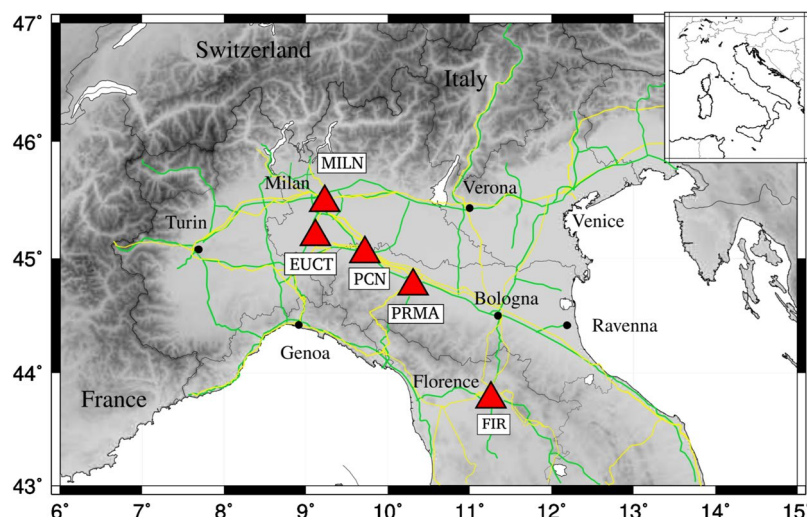 47°
Switzerland
Italy
46°
MILN
Milan
Verona
Turin
Venice
45°
EUCT
PCN
PRMA
Bologna
Ravenna
Genoa
44°
Florence
France
FIR
43°
6° 7° 8° 9° 10° 11° 12° 13° 14° 15°